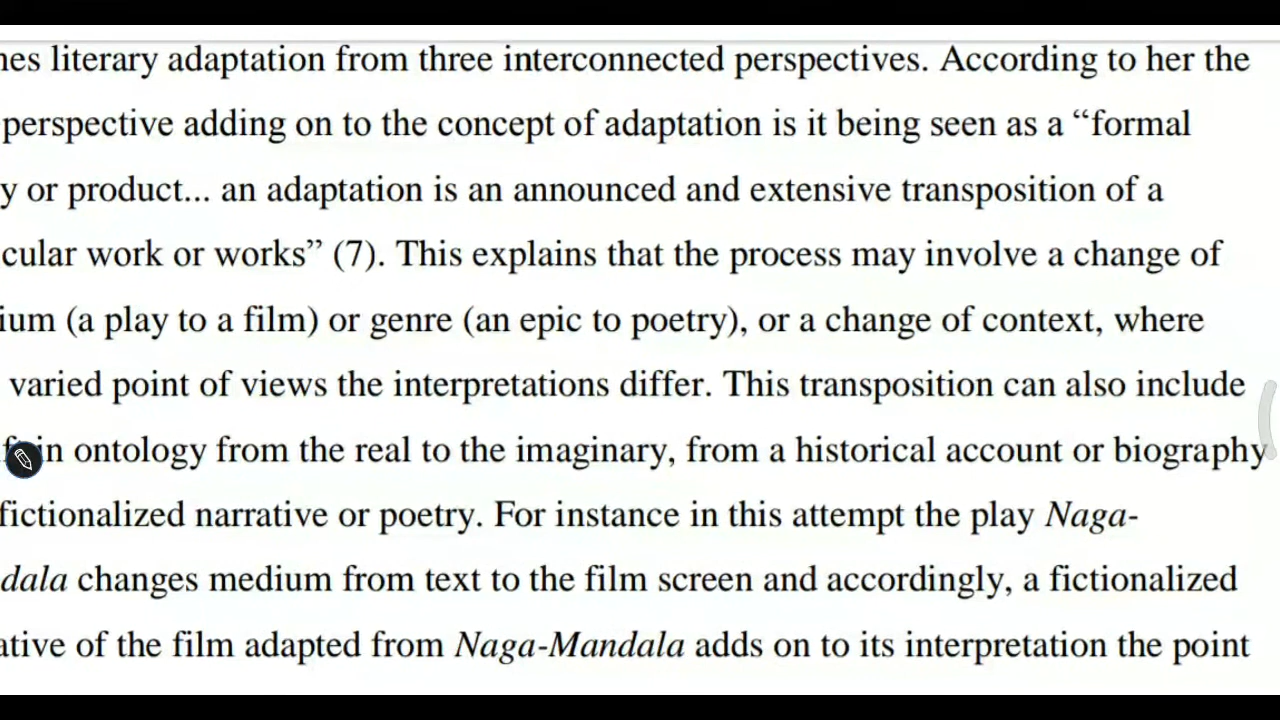 nes literary adaptation from three interconnected perspectives. According to her the
perspective adding on to the concept of adaptation is it being seen as a “formal
y or product... an adaptation is an announced and extensive transposition of a
cular work or works” (7). This explains that the process may involve a change of
ium (a play to a film) or genre (an epic to poetry), or a change of context, where
varied point of views the interpretations differ. This transposition can also include
in ontology from the real to the imaginary, from a historical account or biography
fictionalized narrative or poetry. For instance in this attempt the play Naga-
dala changes medium from text to the film screen and accordingly, a fictionalized
ative of the film adapted from Naga-Mandala adds on to its interpretation the point